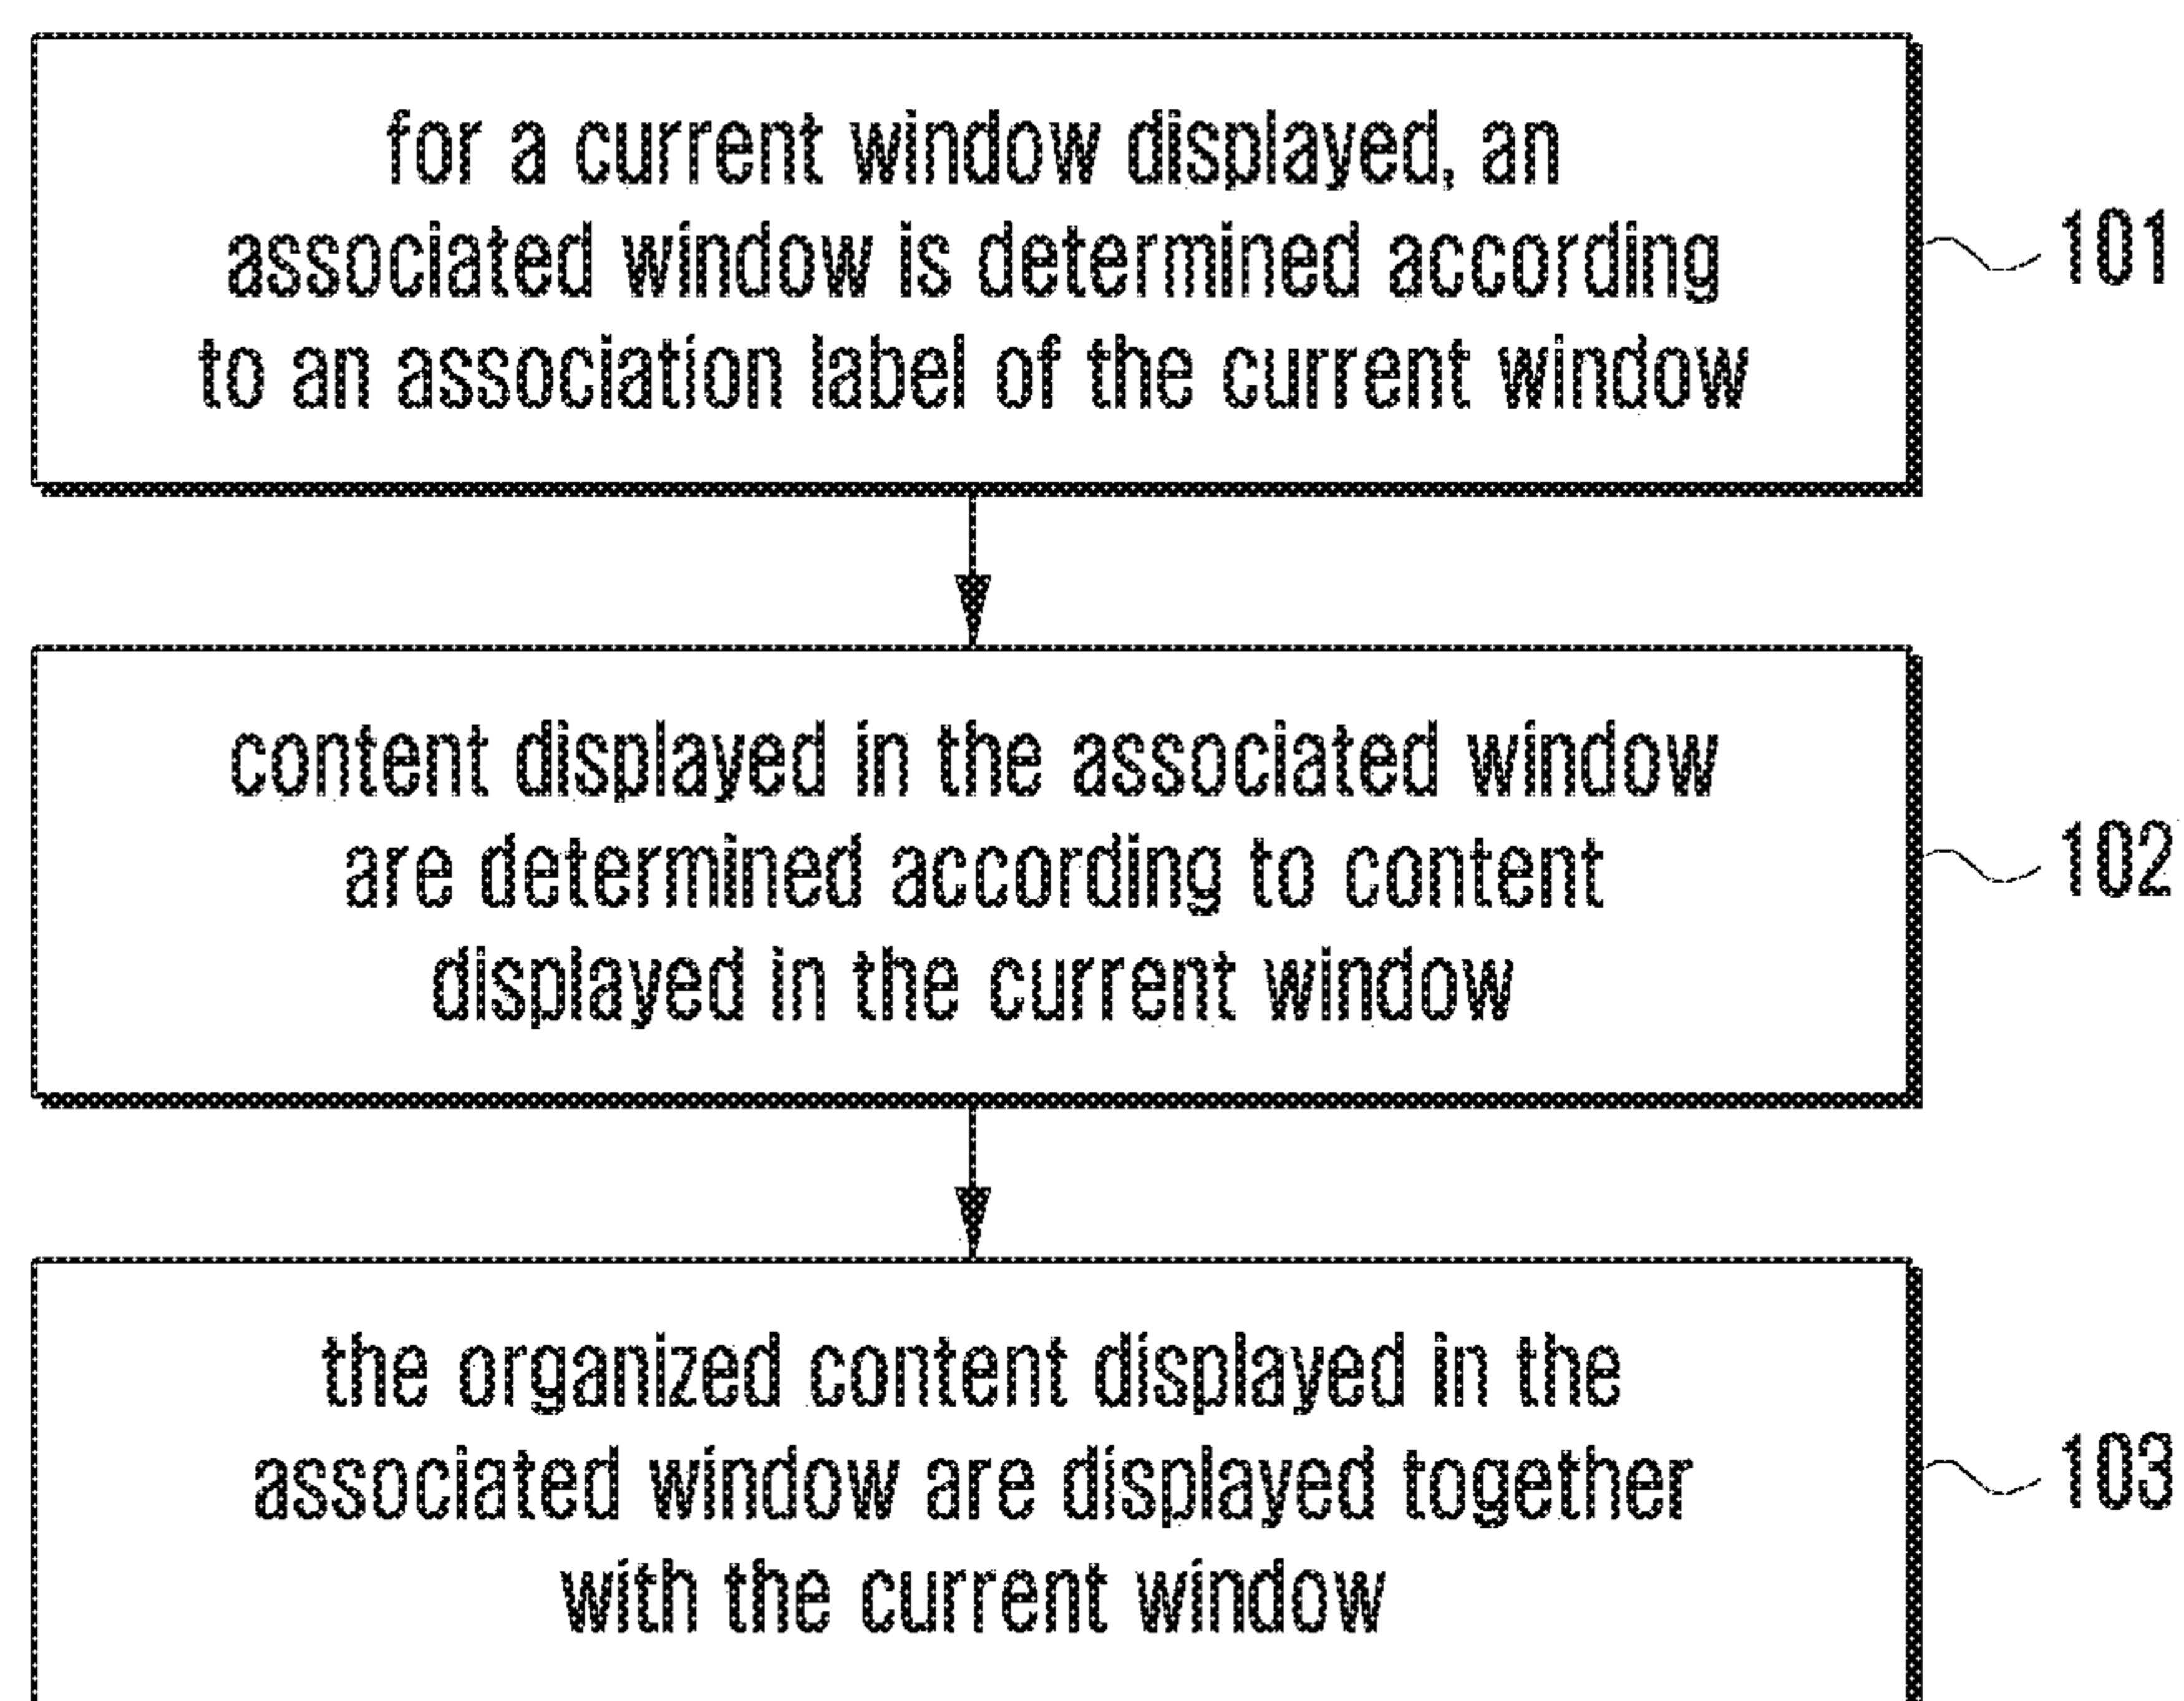 for a current window displayed, an
associated window is determined according
to an association label of the current window
101
content displayed in the associated window
are determined according to content
displayed in the current window
102
the organized content displayed in the
associated window are displayed together
with the current window
103